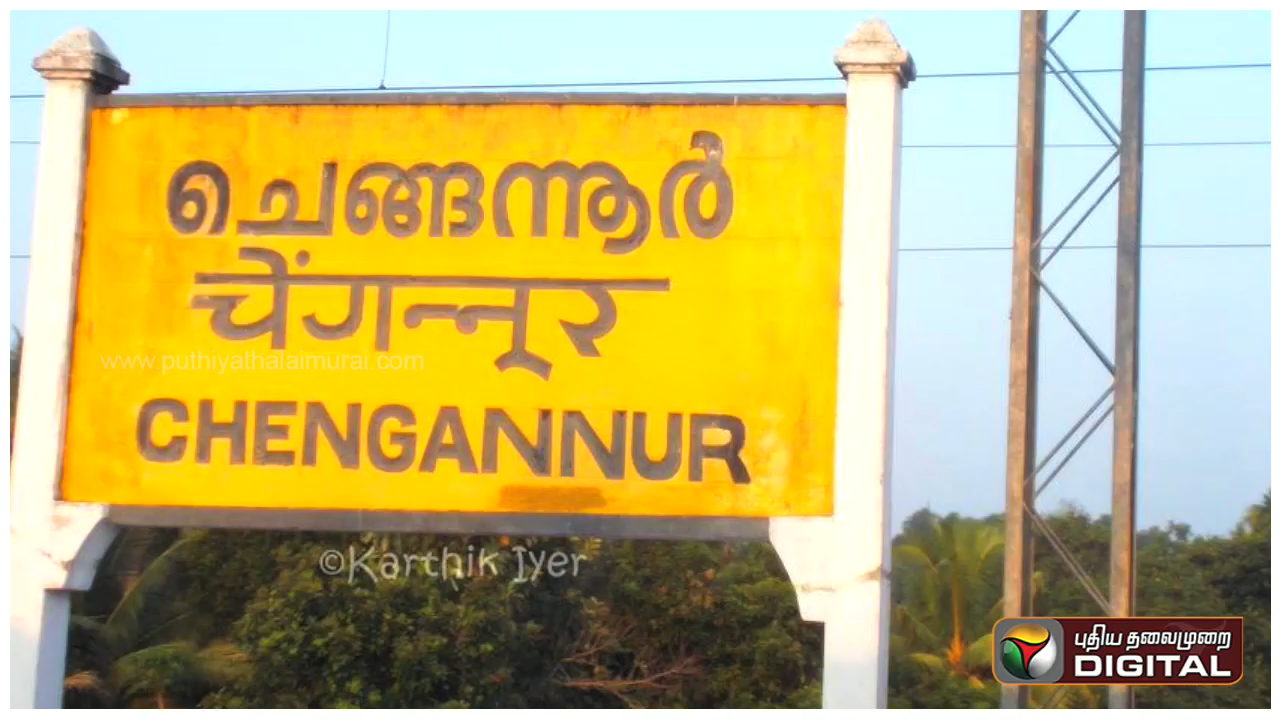 ചെങ്ങന്നൂർ
चेंगन्नूर
CHENGANNUR
www.puthiyathalaimurai.com
©Karthik Iyer
புதிய தலைமுறை
DIGITAL